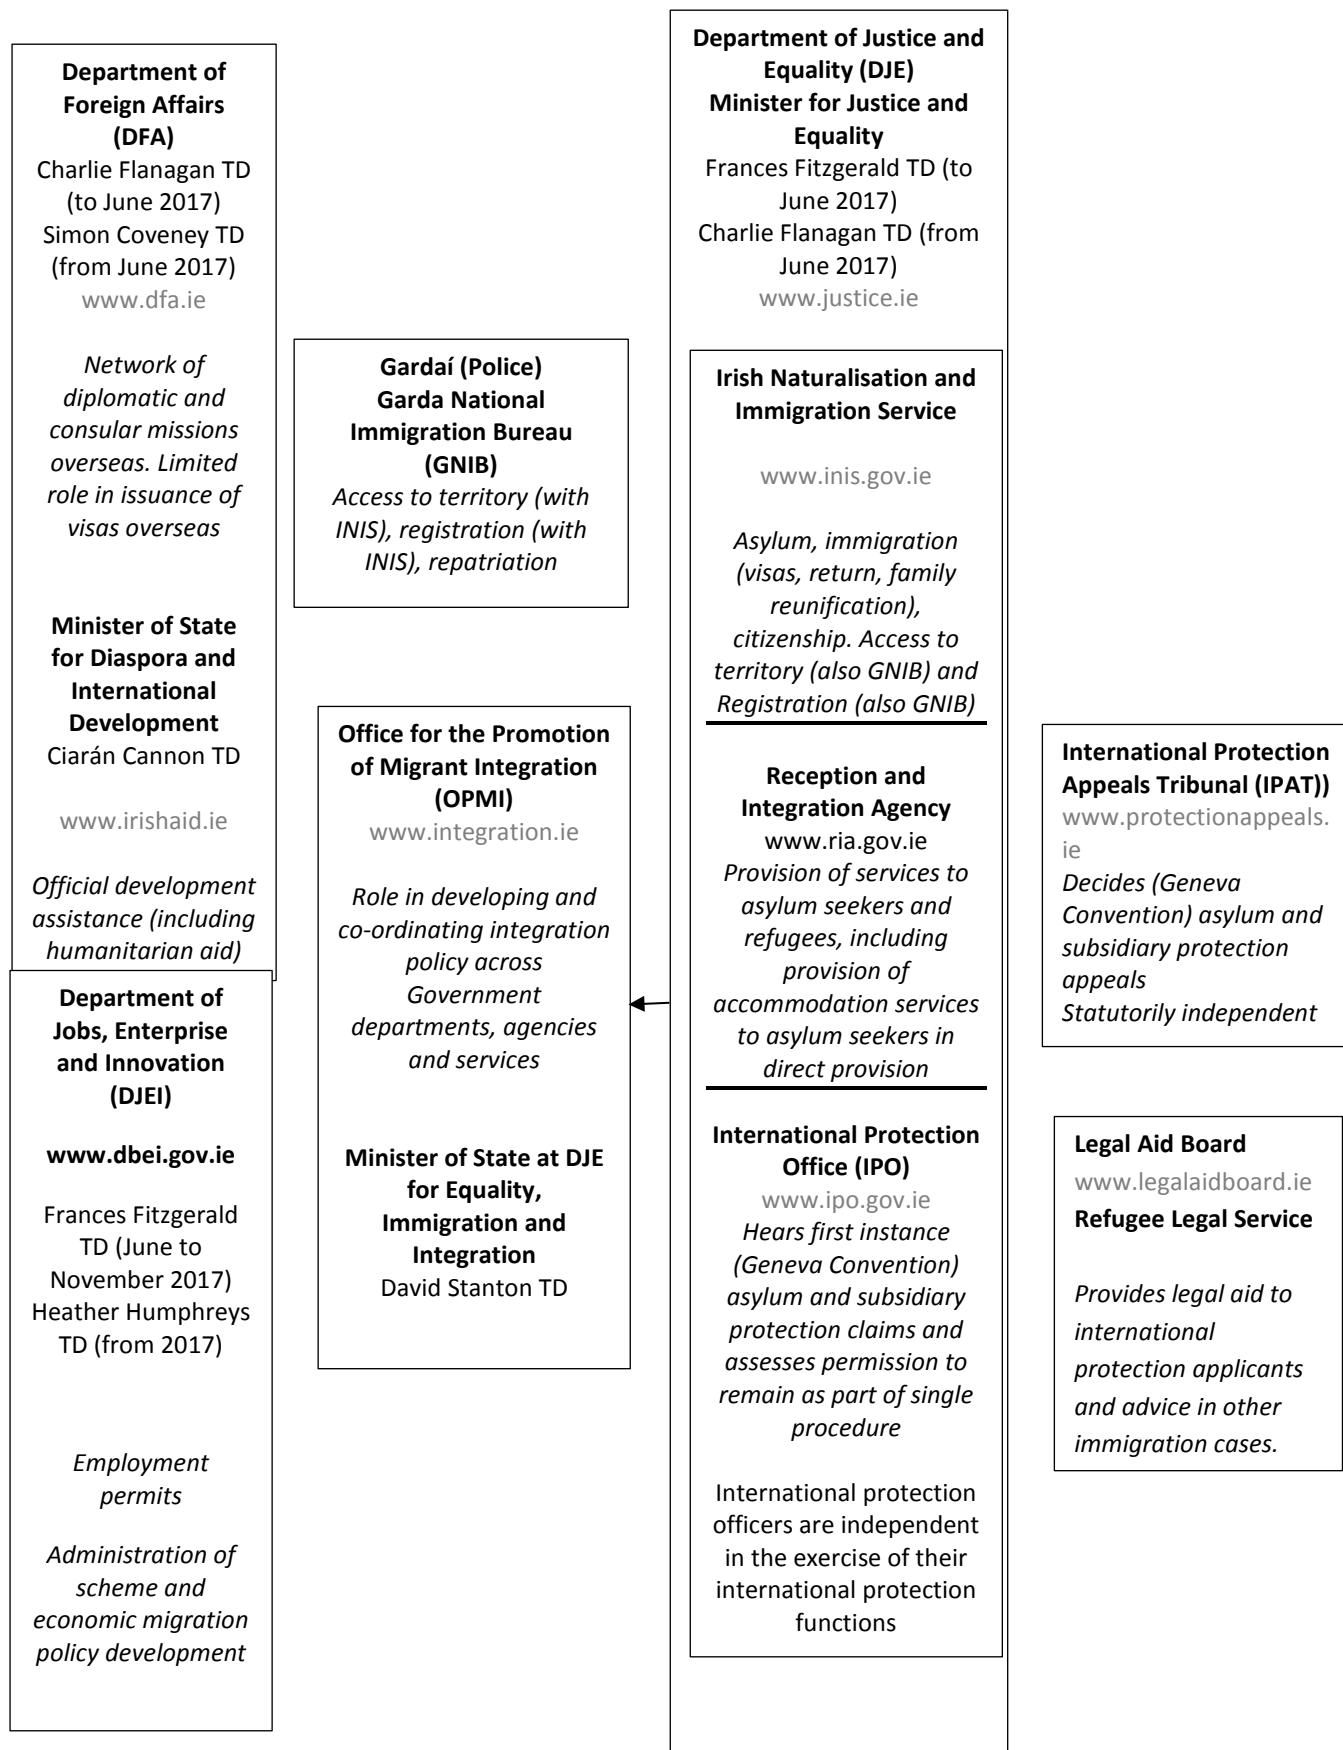 Department of
Foreign Affairs
(DFA)
Charlie Flanagan TD
(to June 2017)
Simon Coveney TD
(from June 2017)
www.dfa.ie
Network of
diplomatic and
consular missions
overseas. Limited
role in issuance of
visas overseas
Minister of State
for Diaspora and
International
Development
Ciarán Cannon TD
www.irishaid.ie
Official development
assistance (including
humanitarian aid)
Department of
Jobs, Enterprise
and Innovation
(DJEI)
www.dbei.gov.ie
Frances Fitzgerald
TD (June to
November 2017)
Heather Humphreys
TD (from 2017)
Employment
permits
Administration of
scheme and
economic migration
policy development
Gardaí (Police)
Garda National
Immigration Bureau
(GNIB)
Access to territory (with
INIS), registration (with
INIS), repatriation
Office for the Promotion
of Migrant Integration
(OPMI)
www.integration.ie
Role in developing and
co-ordinating integration
policy across
Government
departments, agencies
and services
Minister of State at DJE
for Equality,
Immigration and
Integration
David Stanton TD
Department of Justice and
Equality (DJE)
Minister for Justice and
Equality
Frances Fitzgerald TD (to
June 2017)
Charlie Flanagan TD (from
June 2017)
www.justice.ie
Irish Naturalisation and
Immigration Service
www.inis.gov.ie
Asylum, immigration
(visas, return, family
reunification),
citizenship. Access to
territory (also GNIB) and
Registration (also GNIB)
Reception and
Integration Agency
www.ria.gov.ie
Provision of services to
asylum seekers and
refugees, including
provision of
accommodation services
to asylum seekers in
direct provision
International Protection
Office (IPO)
www.ipo.gov.ie
Hears first instance
(Geneva Convention)
asylum and subsidiary
protection claims and
assesses permission to
remain as part of single
procedure
International protection
officers are independent
in the exercise of their
international protection
functions
International Protection
Appeals Tribunal (IPAT))
www.protectionappeals.
ie
Decides (Geneva
Convention) asylum and
subsidiary protection
appeals
Statutorily independent
Legal Aid Board
www.legalaidboard.ie
Refugee Legal Service
Provides legal aid to
international
protection applicants
and advice in other
immigration cases.